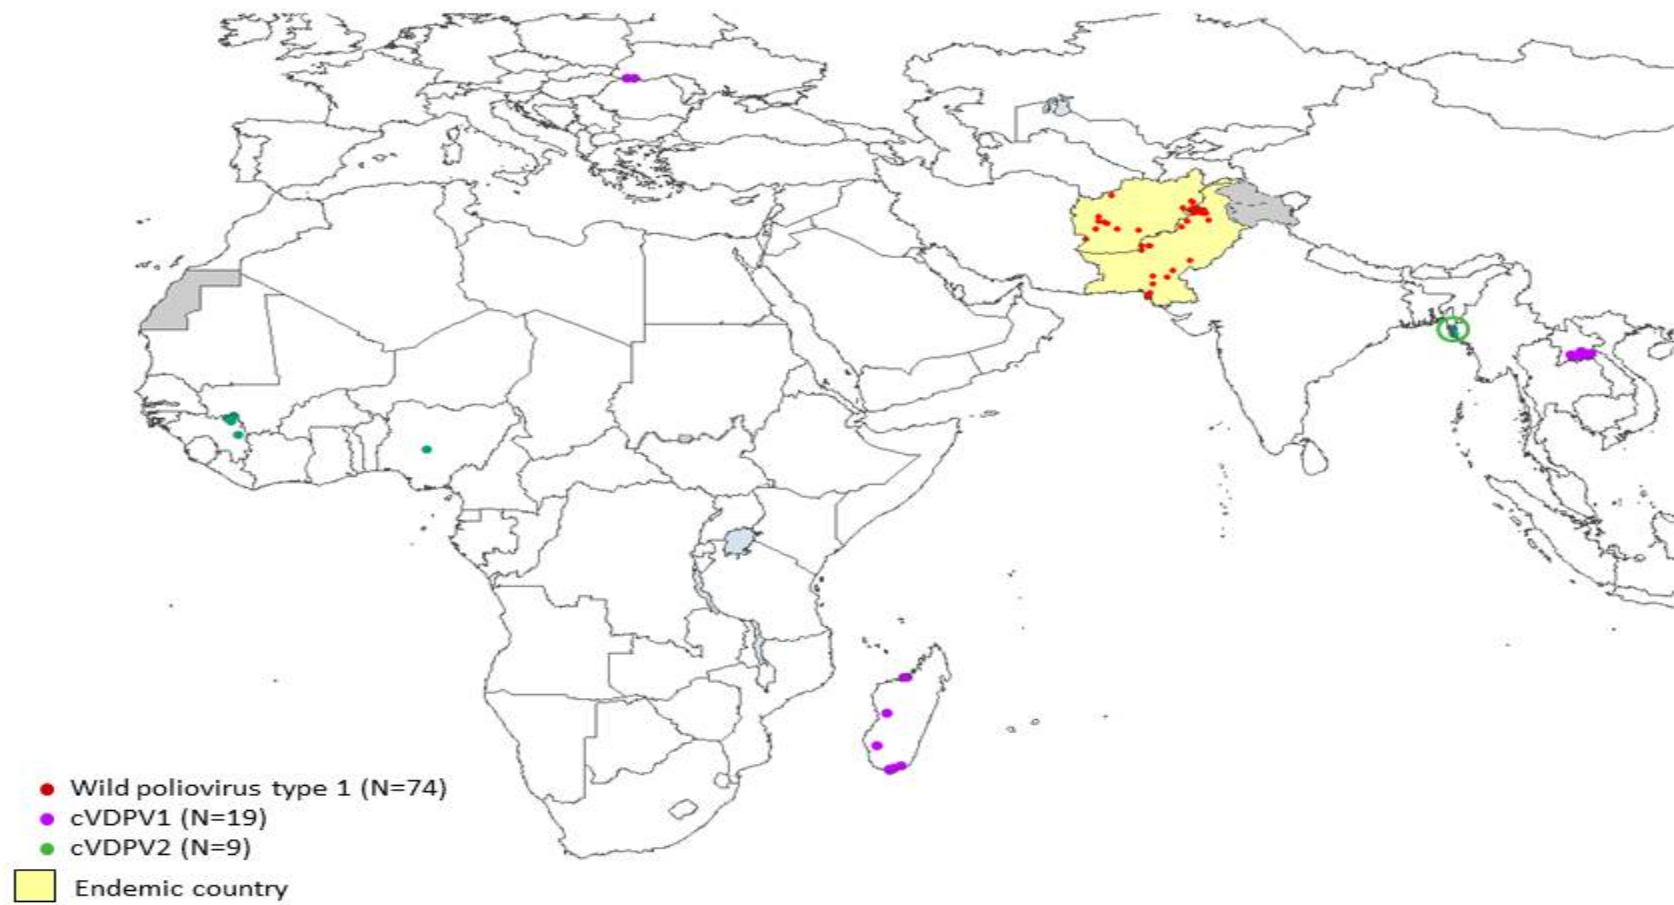 Wild poliovirus type 1 (N=74)
cVDPV1 (N=19)
cVDPV2 (N=9)
Endemic country